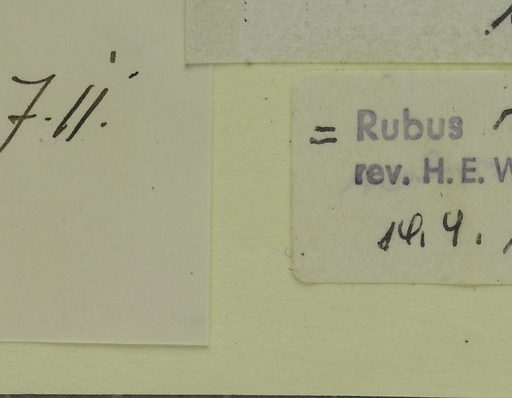 7.11.
= Rubus
rev. H. E. W
14. 4.